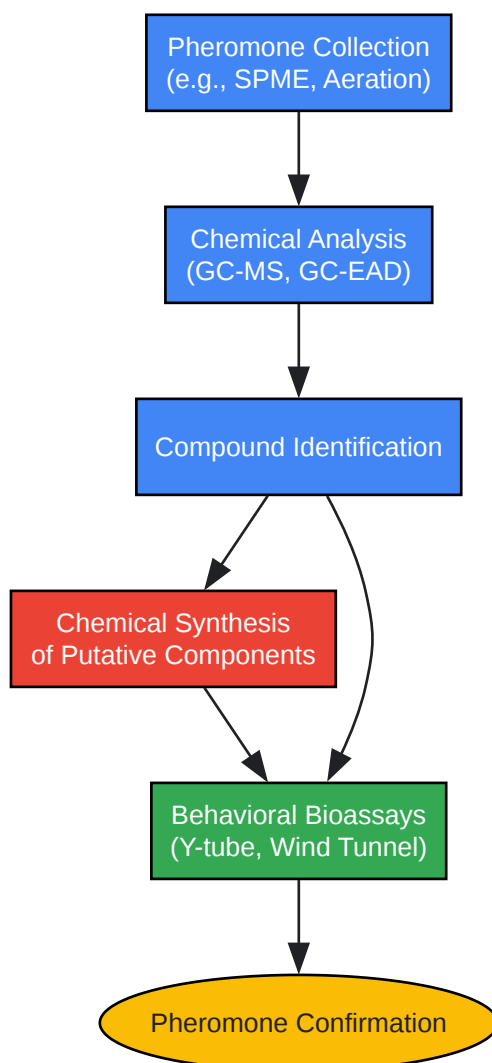 Pheromone Collection
(e.g., SPME, Aeration)
Chemical Analysis
(GC-MS, GC-EAD)
Compound Identification
Chemical Synthesis
of Putative Components
Behavioral Bioassays
(Y-tube, Wind Tunnel)
Pheromone Confirmation